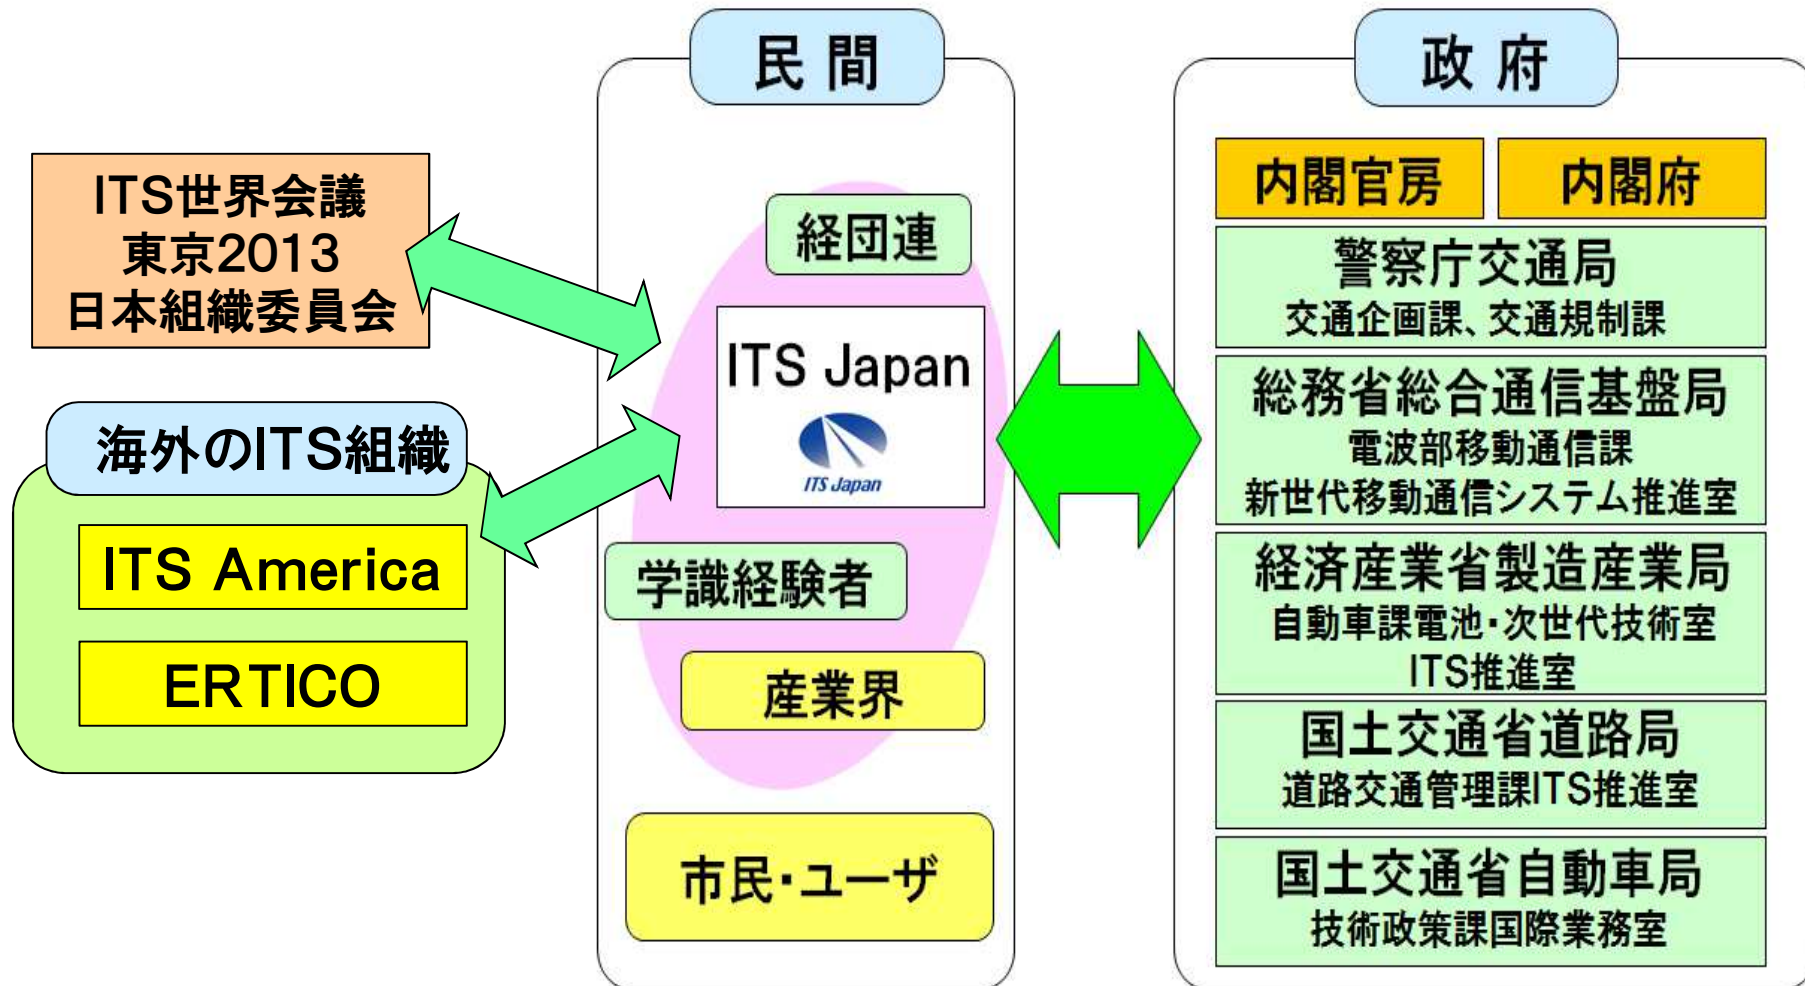 民間
政府
ITS世界会議
東京2013
日本組織委員会
海外のITS組織
ITS America
ERTICO
経団連
ITS Japan
ITS Japan
学識経験者
産業界
市民・ユーザ
内閣官房
内閣府
警察庁交通局
交通企画課、交通規制課
総務省総合通信基盤局
電波部移動通信課
新世代移動通信システム推進室
経済産業省製造産業局
自動車課電池・次世代技術室
ITS推進室
国土交通省道路局
道路交通管理課ITS推進室
国土交通省自動車局
技術政策課国際業務室